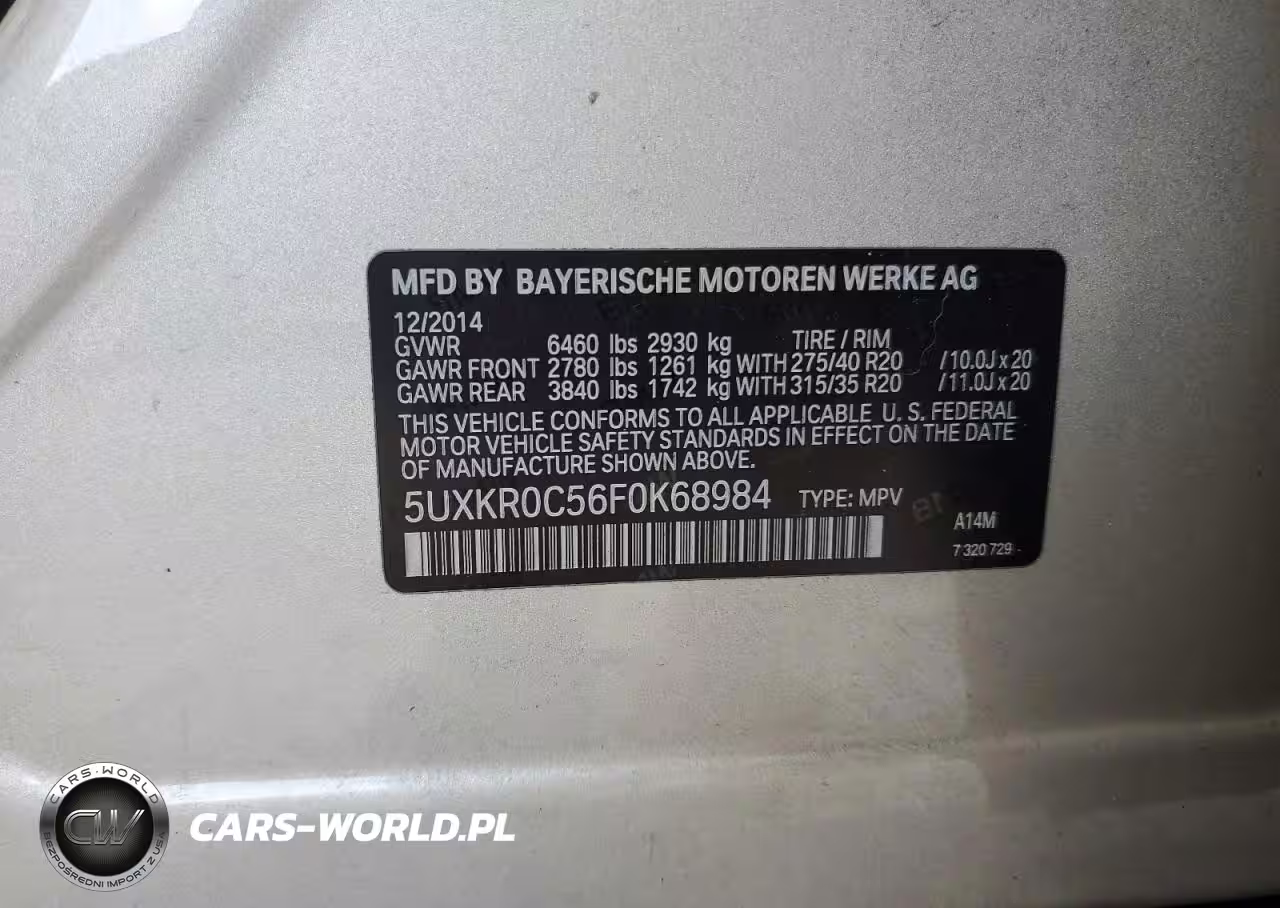 MFD BY BAYERISCHE MOTOREN WERKE AG
12/2014
GVWR 6460 lbs 2930 kg TIRE / RIM
GAWR FRONT 2780 lbs 1261 kg WITH 275/40 R20 /10.0J x 20
GAWR REAR 3840 lbs 1742 kg WITH 315/35 R20 /11.0J x 20
THIS VEHICLE CONFORMS TO ALL APPLICABLE U. S. FEDERAL
MOTOR VEHICLE SAFETY STANDARDS IN EFFECT ON THE DATE
OF MANUFACTURE SHOWN ABOVE.
5UXKR0C56F0K68984 TYPE: MPV
A14M
7 320 729
CARS-WORLD
CW
BEZPOŚREDNI IMPORT Z USA
CARS-WORLD.PL